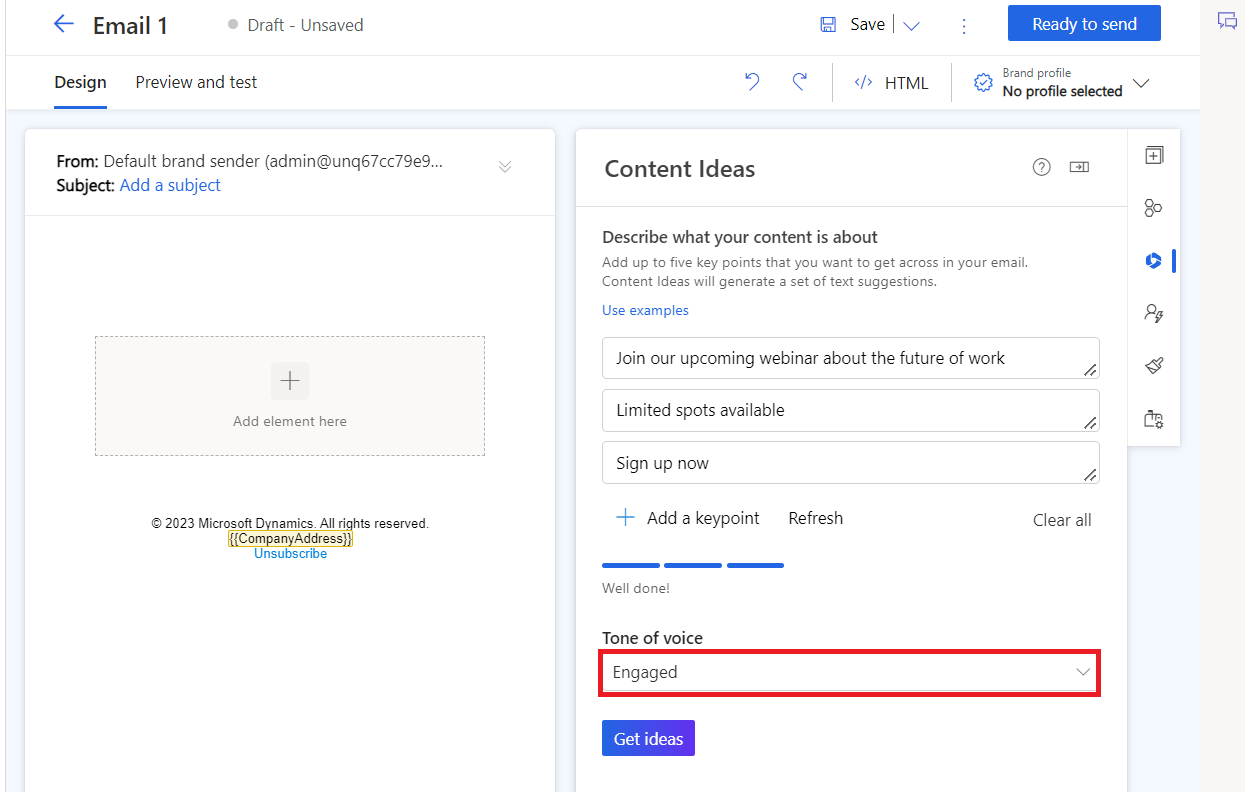 Email 1
Draft - Unsaved
Save
Ready to send
Design
Preview and test
</> HTML
Brand profile
No profile selected
From: Default brand sender (admin@unq67cc79e9...
Subject: Add a subject
Add element here
© 2023 Microsoft Dynamics. All rights reserved.
{{CompanyAddress}}
Unsubscribe
Content Ideas
Describe what your content is about
Add up to five key points that you want to get across in your email.
Content Ideas will generate a set of text suggestions.
Use examples
Join our upcoming webinar about the future of work
Limited spots available
Sign up now
Add a keypoint
Refresh
Clear all
Well done!
Tone of voice
Engaged
Get ideas